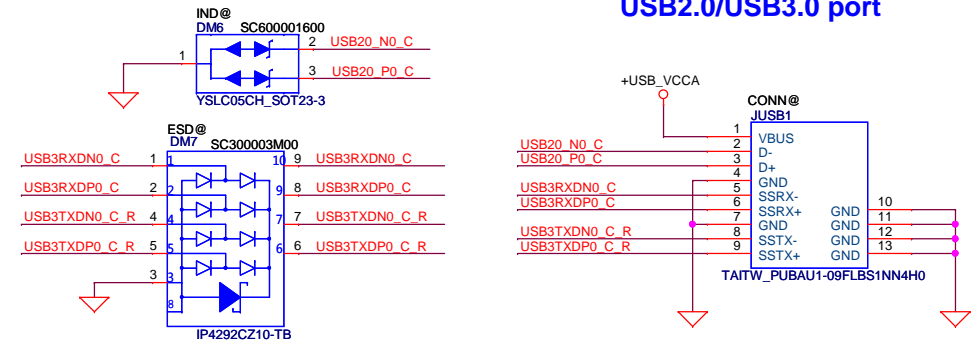 USB2.0/USB3.0 port
IND@
DM6 SC600001600
1
2 USB20_N0_C
3 USB20_P0_C
YSLC05CH_SOT23-3
ESD@
DM7 SC300003M00
USB3RXDN0_C 1 1 10 9 USB3RXDN0_C
USB3RXDP0_C 2 2 9 8 USB3RXDP0_C
USB3TXDN0_C_R 4 4 7 7 USB3TXDN0_C_R
USB3TXDP0_C_R 5 5 6 6 USB3TXDP0_C_R
3 3
8
IP4292CZ10-TB
+USB_VCCA
CONN@
JUSB1
1 VBUS
USB20_N0_C 2 D-
USB20_P0_C 3 D+
4 GND
USB3RXDN0_C 5 SSRX-
USB3RXDP0_C 6 SSRX+ GND 10
7 GND GND 11
USB3TXDN0_C_R 8 SSTX- GND 12
USB3TXDP0_C_R 9 SSTX+ GND 13
TAITW_PUBAU1-09FLBS1NN4H0